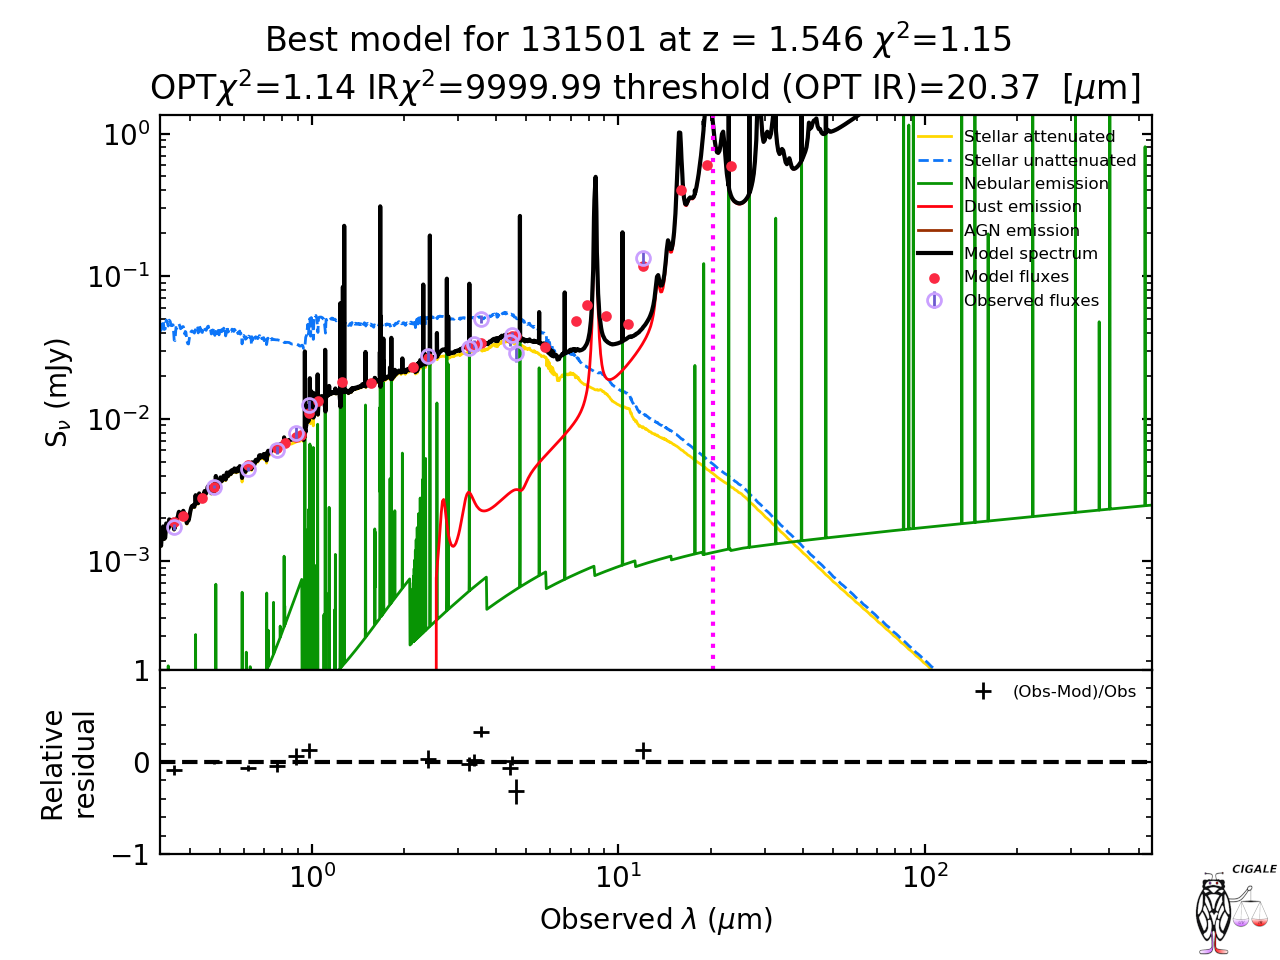 Best model for 131501 at z = 1.546 χ²=1.15
OPTχ²=1.14 IRχ²=9999.99 threshold (OPT IR)=20.37  [μm]
10⁰
10⁻¹
10⁻²
10⁻³
S_ν (mJy)
Stellar attenuated
Stellar unattenuated
Nebular emission
Dust emission
AGN emission
Model spectrum
Model fluxes
Observed fluxes
1
0
−1
Relative
residual
(Obs-Mod)/Obs
10⁰ 10¹ 10²
Observed λ (μm)
CIGALE